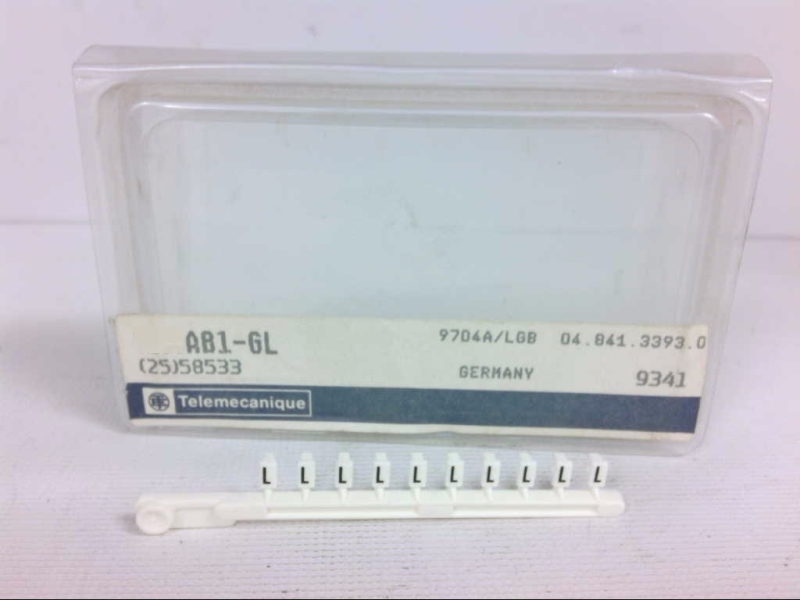 AB1-GL 9704A/LGB 04.841.3393.0
(25)58533 GERMANY 9341
Telemecanique
L L L L L L L L L L